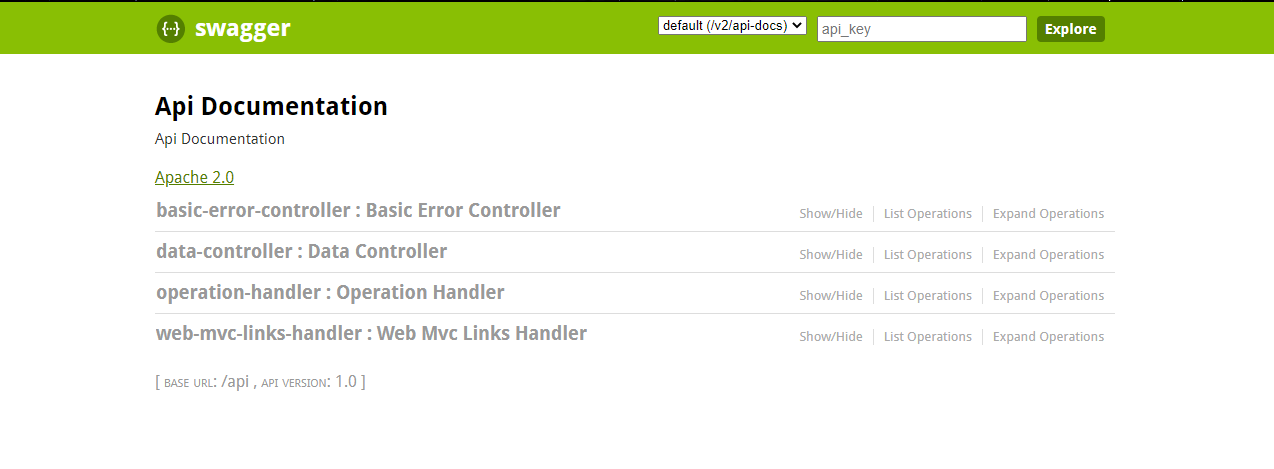 {··} swagger default (/v2/api-docs) api_key Explore
Api Documentation
Api Documentation
Apache 2.0
basic-error-controller : Basic Error Controller Show/Hide List Operations Expand Operations
data-controller : Data Controller Show/Hide List Operations Expand Operations
operation-handler : Operation Handler Show/Hide List Operations Expand Operations
web-mvc-links-handler : Web Mvc Links Handler Show/Hide List Operations Expand Operations
[ BASE URL: /api , API VERSION: 1.0 ]